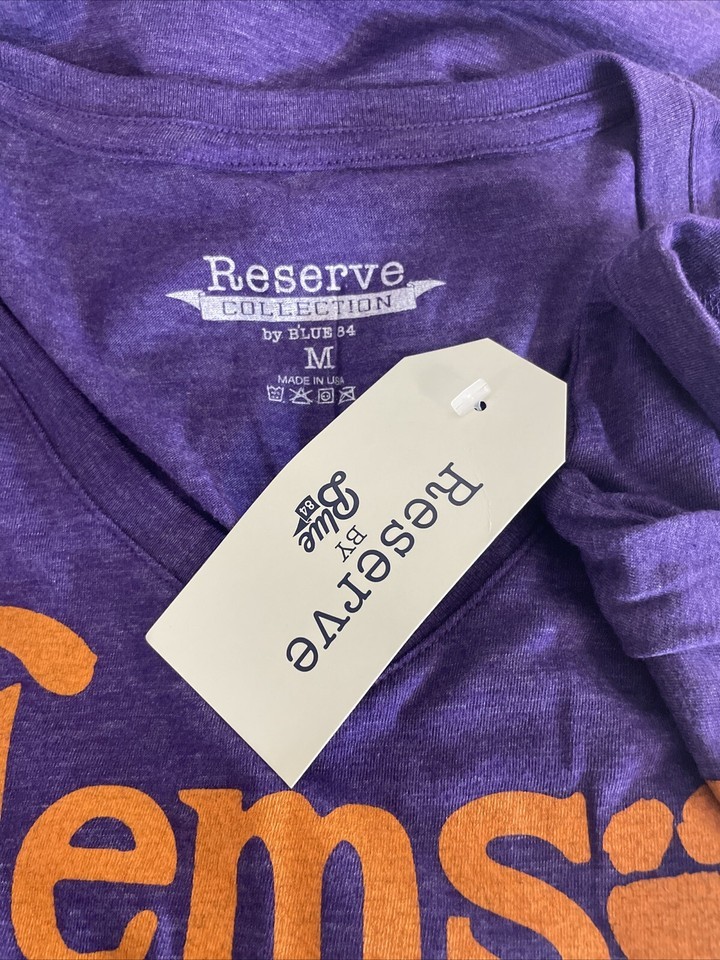 Reserve
COLLECTION
by BLUE 84
M
MADE IN USA
Reserve
BY
Blue
84
lems